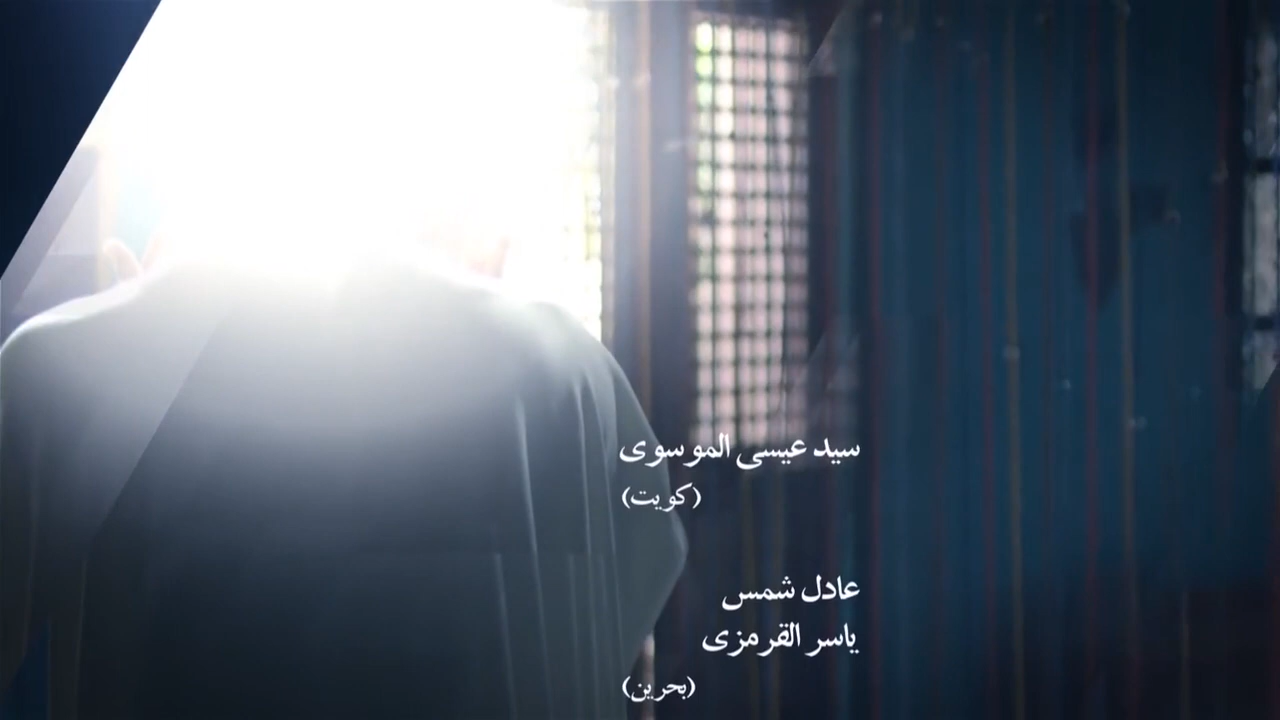 سید عیسی الموسوی
(کویت)
عادل شمس
یاسر القرمزی
(بحرین)